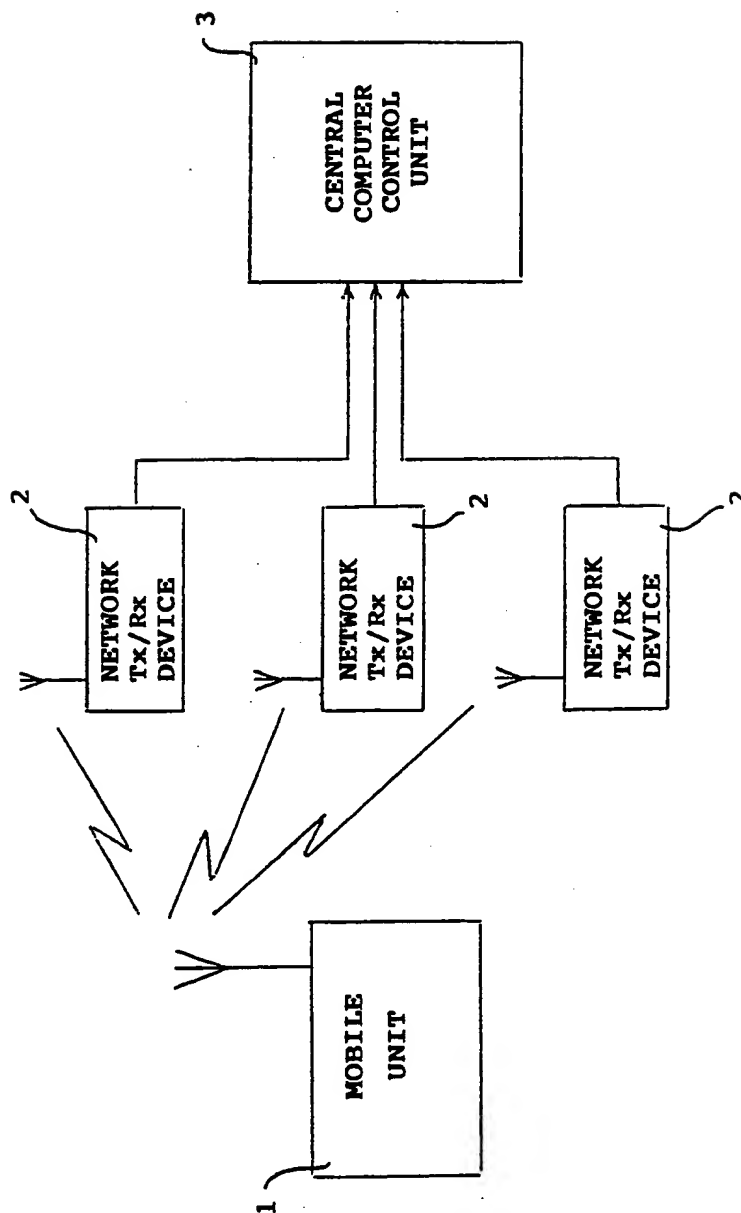 1
MOBILE
UNIT
2
NETWORK
Tx/Rx
DEVICE
2
NETWORK
Tx/Rx
DEVICE
2
NETWORK
Tx/Rx
DEVICE
3
CENTRAL
COMPUTER
CONTROL
UNIT